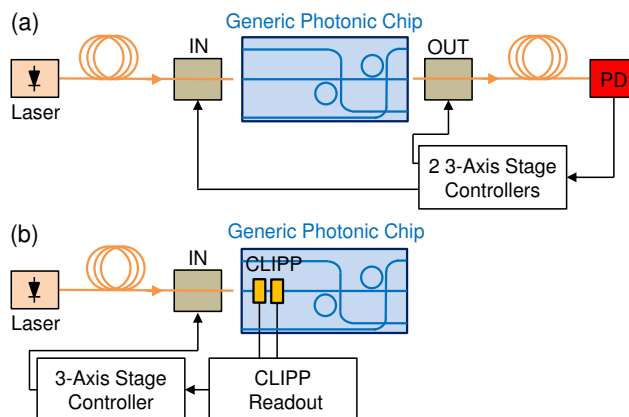 (a)
Generic Photonic Chip
IN
OUT
Laser
PD
2 3-Axis Stage
Controllers
(b)
Generic Photonic Chip
IN
CLIPP
Laser
3-Axis Stage
Controller
CLIPP
Readout